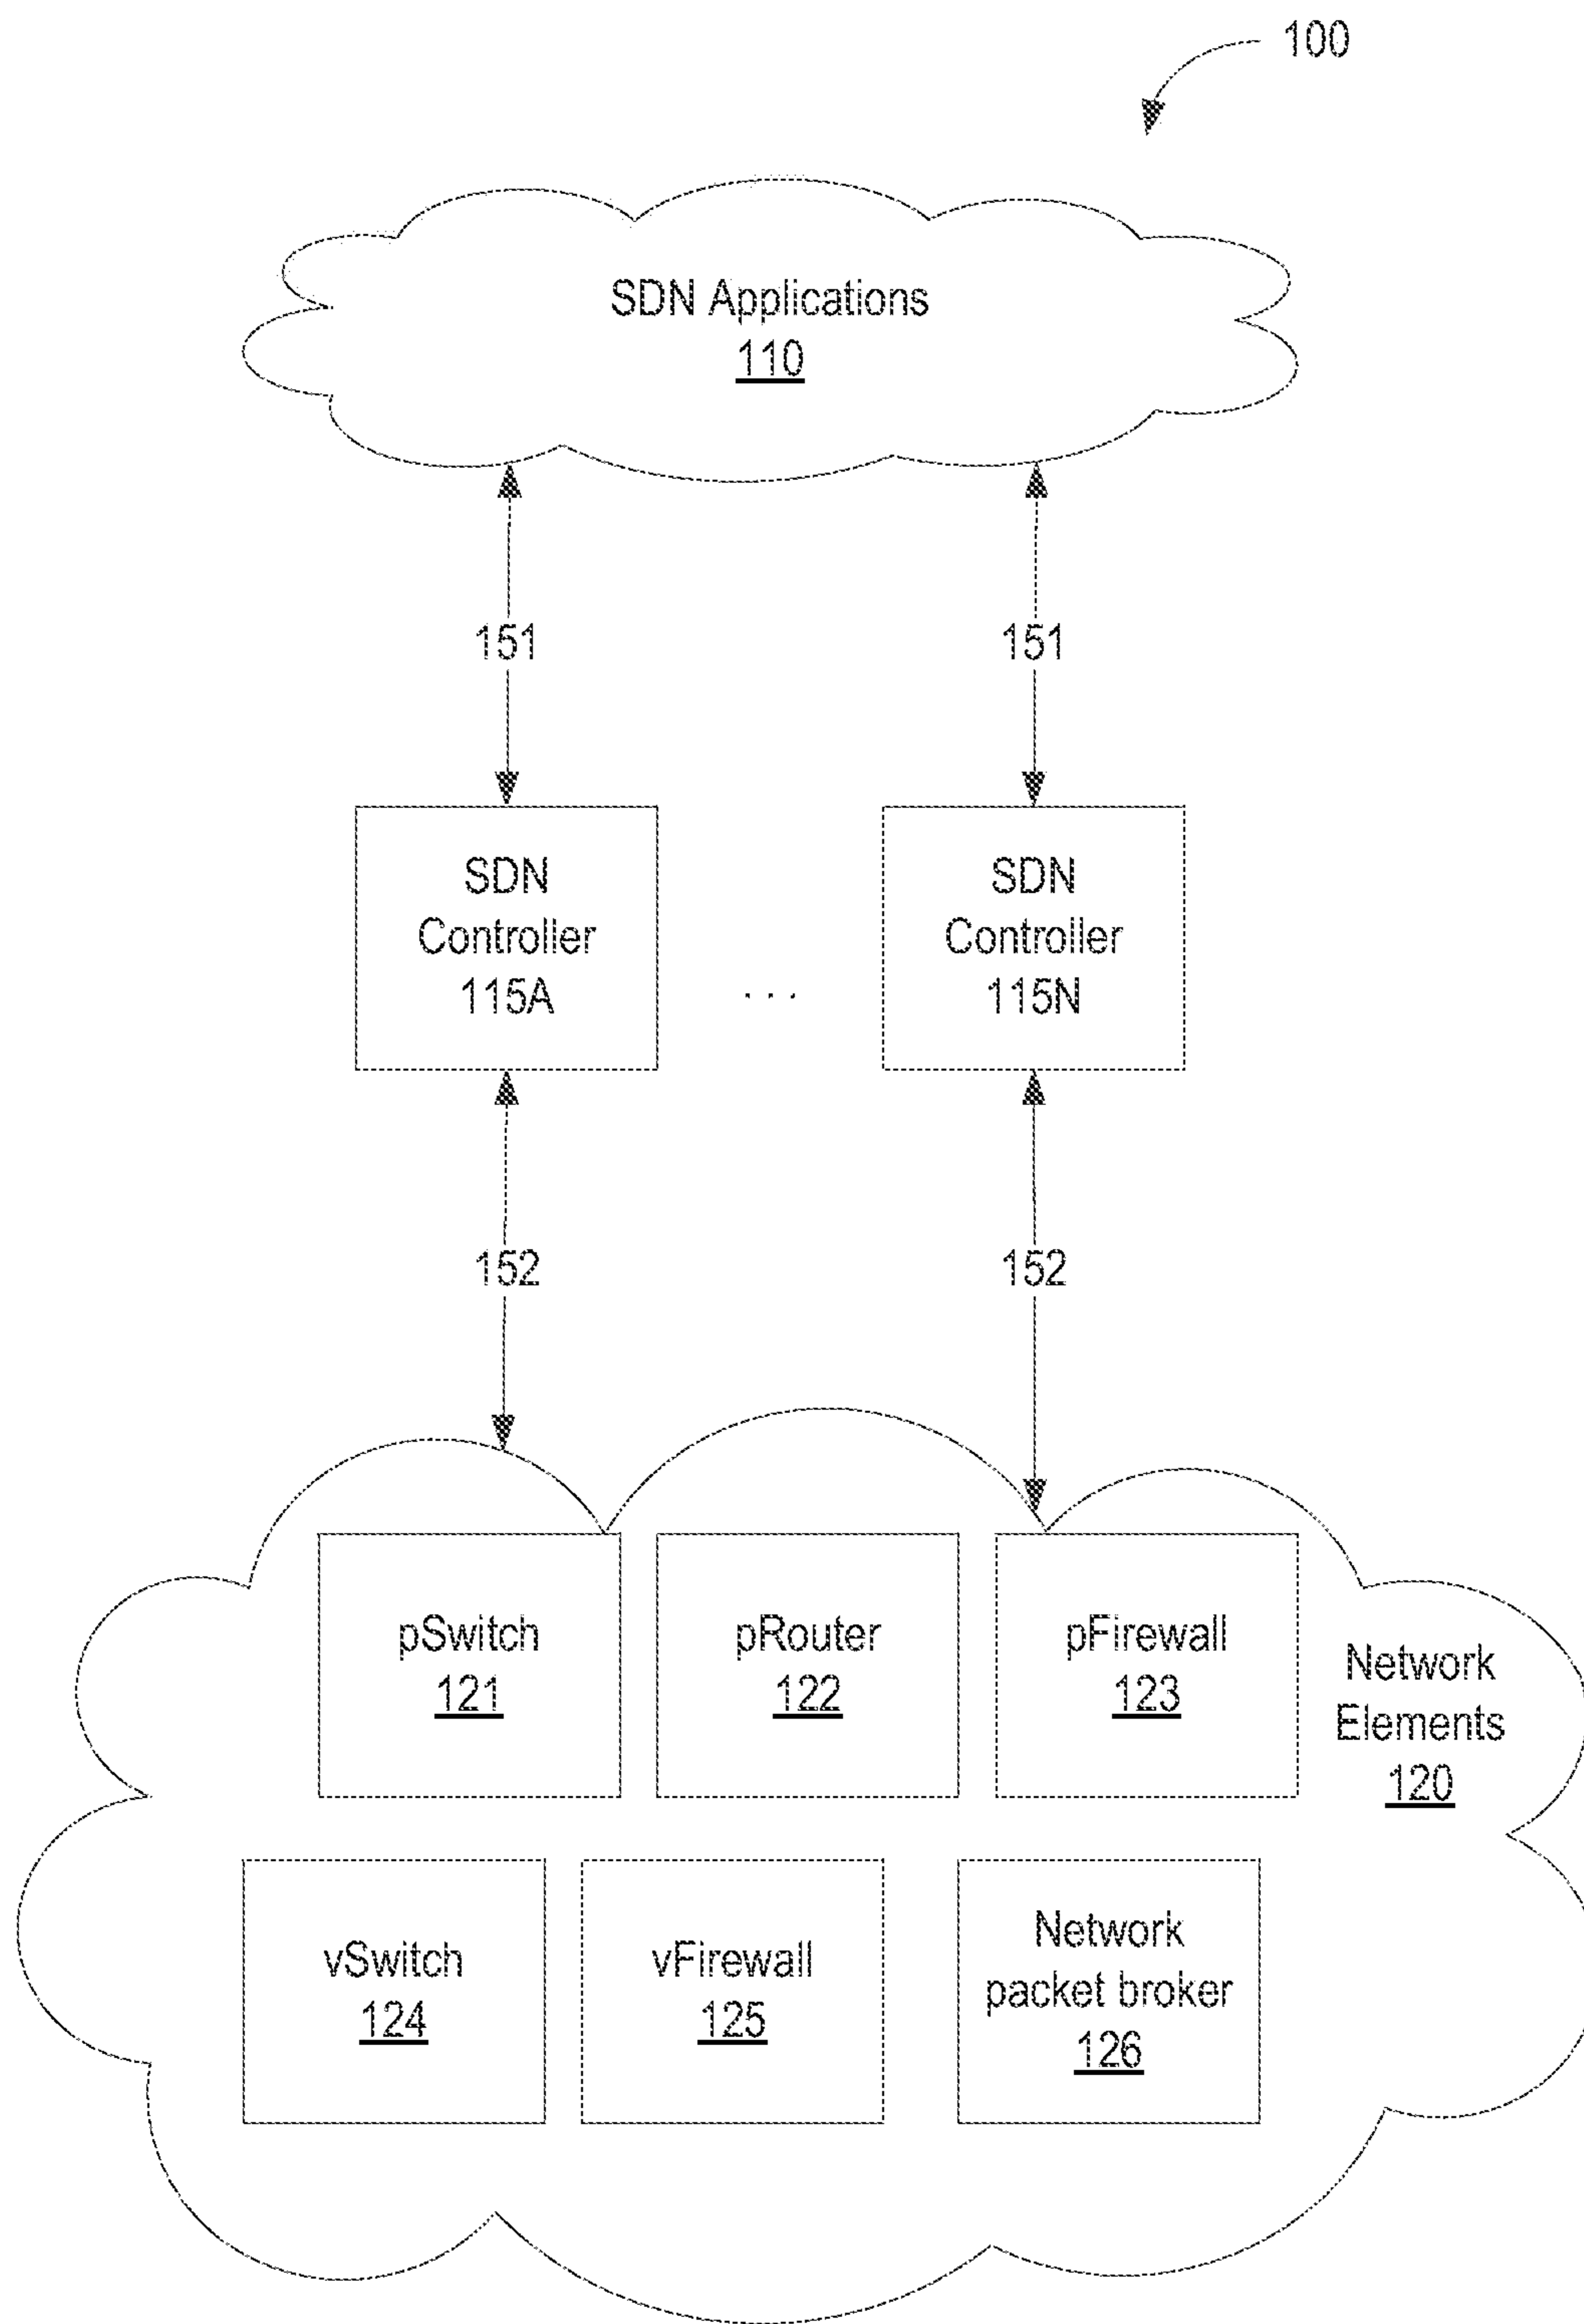 100
SDN Applications
110
151
151
SDN
Controller
115A
...
SDN
Controller
115N
152
152
pSwitch
121
pRouter
122
pFirewall
123
Network
Elements
120
vSwitch
124
vFirewall
125
Network
packet broker
126